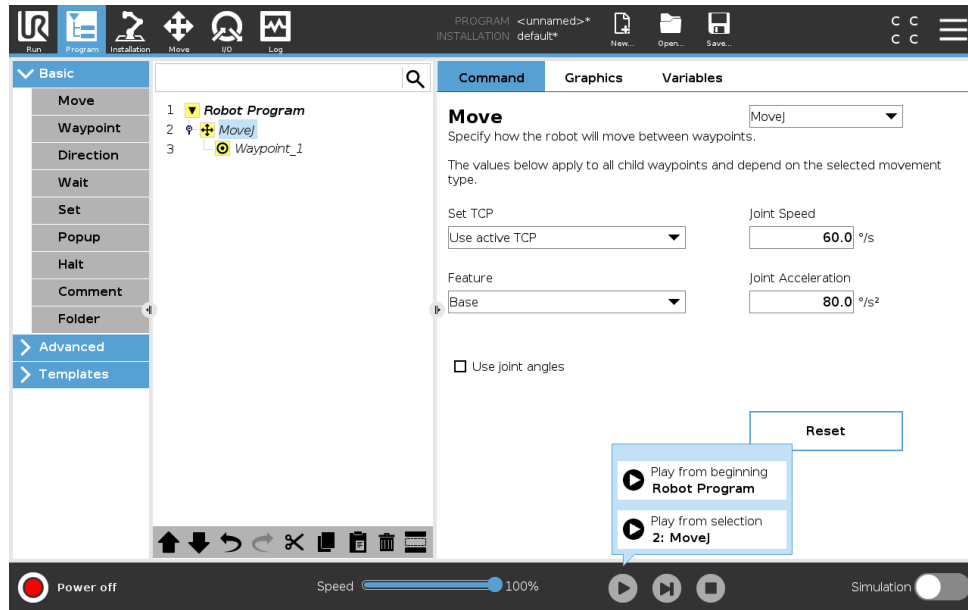 UR
PROGRAM <unnamed>*
INSTALLATION default*
Run
Program
Installation
Move
I/O
Log
New...
Open...
Save...
C C
C C
Basic
Move
Waypoint
Direction
Wait
Set
Popup
Halt
Comment
Folder
Advanced
Templates
1 Robot Program
2 MoveJ
3 Waypoint_1
Command
Graphics
Variables
Move
MoveJ
Specify how the robot will move between waypoints.
The values below apply to all child waypoints and depend on the selected movement
type.
Set TCP
Joint Speed
Use active TCP
60.0 °/s
Feature
Joint Acceleration
Base
80.0 °/s²
Use joint angles
Reset
Play from beginning
Robot Program
Play from selection
2: MoveJ
Power off
Speed
100%
Simulation